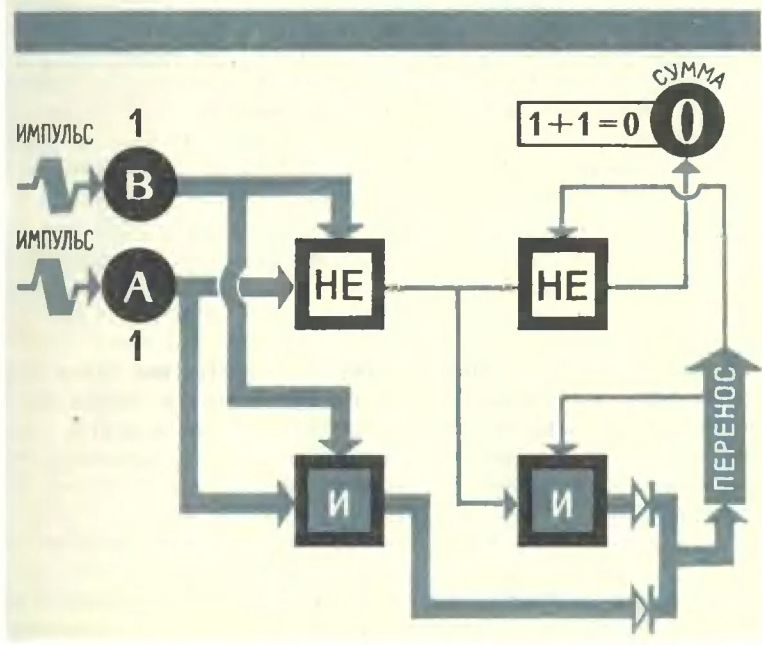 СУММА
1+1=0
0
ИМПУЛЬС
1
В
ИМПУЛЬС
А
1
НЕ
НЕ
И
И
ПЕРЕНОС